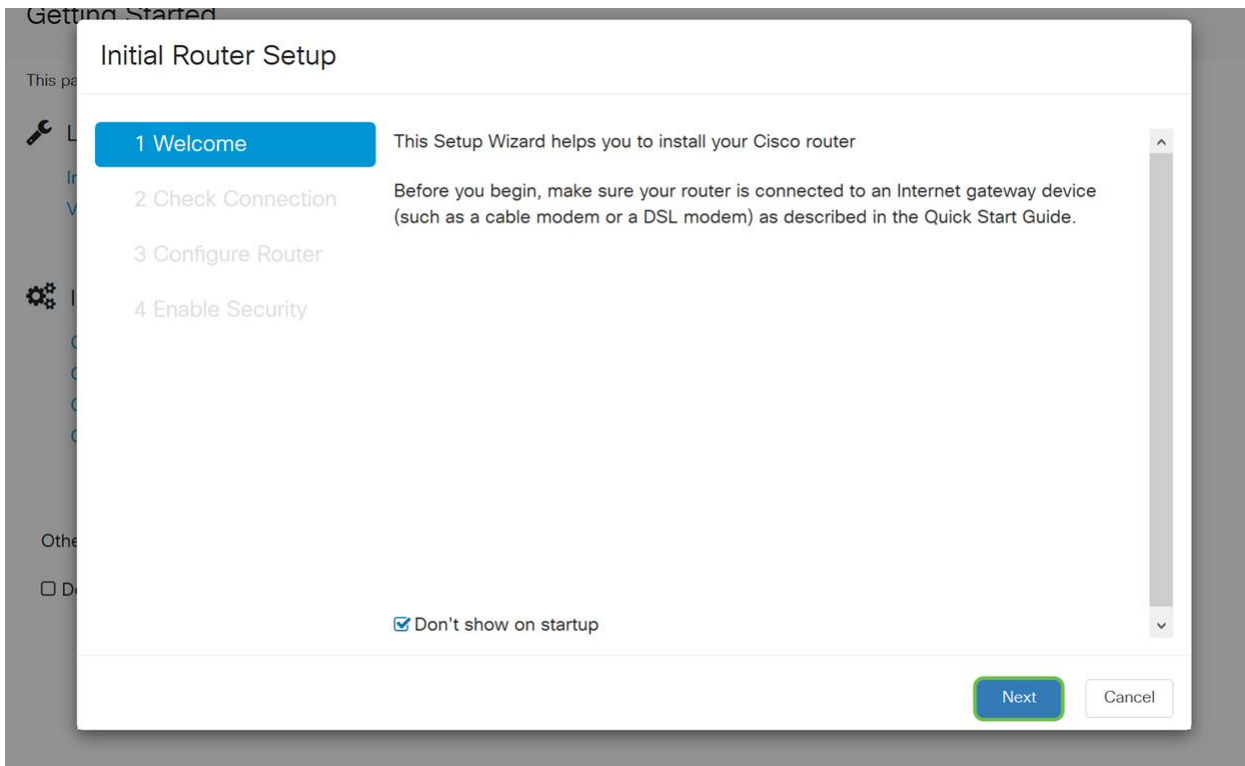 Getting Started
Initial Router Setup
This
1 Welcome
2 Check Connection
3 Configure Router
4 Enable Security
This Setup Wizard helps you to install your Cisco router
Before you begin, make sure your router is connected to an Internet gateway device
(such as a cable modem or a DSL modem) as described in the Quick Start Guide.
Don't show on startup
Next
Cancel